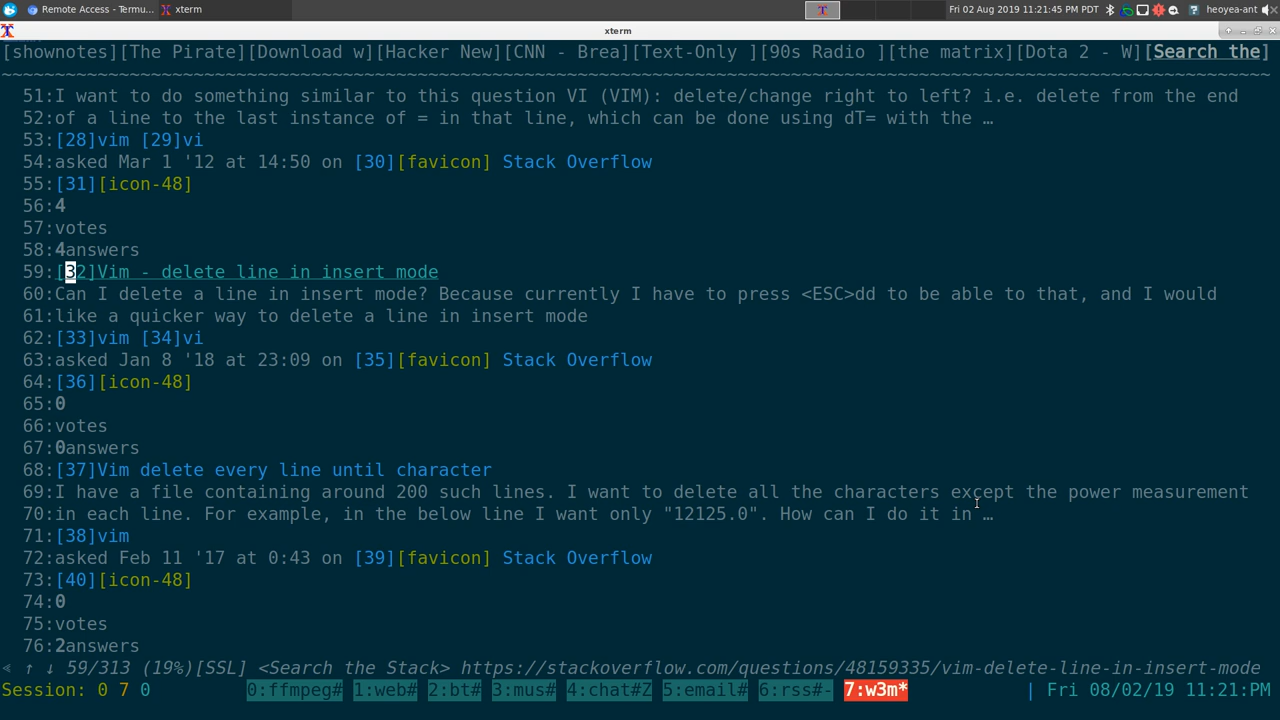 Remote Access - Termu... xterm Fri 02 Aug 2019 11:21:45 PM PDT heoyea-ant
xterm
[shownotes][The Pirate][Download w][Hacker New][CNN - Brea][Text-Only ][90s Radio ][the matrix][Dota 2 - W][Search the]
~~~~~~~~~~~~~~~~~~~~~~~~~~~~~~~~~~~~~~~~~~~~~~~~~~~~~~~~~~~~~~~~~~~~~~~~~~~~~~~~~~~~~~~~~~~~~~~~~~~~~~~~~~~~~~~~~~~~~~~
51:I want to do something similar to this question VI (VIM): delete/change right to left? i.e. delete from the end
52:of a line to the last instance of = in that line, which can be done using dT= with the …
53:[28]vim [29]vi
54:asked Mar 1 '12 at 14:50 on [30][favicon] Stack Overflow
55:[31][icon-48]
56:4
57:votes
58:4answers
59:[32]Vim - delete line in insert mode
60:Can I delete a line in insert mode? Because currently I have to press <ESC>dd to be able to that, and I would
61:like a quicker way to delete a line in insert mode
62:[33]vim [34]vi
63:asked Jan 8 '18 at 23:09 on [35][favicon] Stack Overflow
64:[36][icon-48]
65:0
66:votes
67:0answers
68:[37]Vim delete every line until character
69:I have a file containing around 200 such lines. I want to delete all the characters except the power measurement
70:in each line. For example, in the below line I want only "12125.0". How can I do it in …
71:[38]vim
72:asked Feb 11 '17 at 0:43 on [39][favicon] Stack Overflow
73:[40][icon-48]
74:0
75:votes
76:2answers
↑ ↓ 59/313 (19%)[SSL] <Search the Stack> https://stackoverflow.com/questions/48159335/vim-delete-line-in-insert-mode
Session: 0 7 0 0:ffmpeg# 1:web# 2:bt# 3:mus# 4:chat#Z 5:email# 6:rss#- 7:w3m* | Fri 08/02/19 11:21:PM